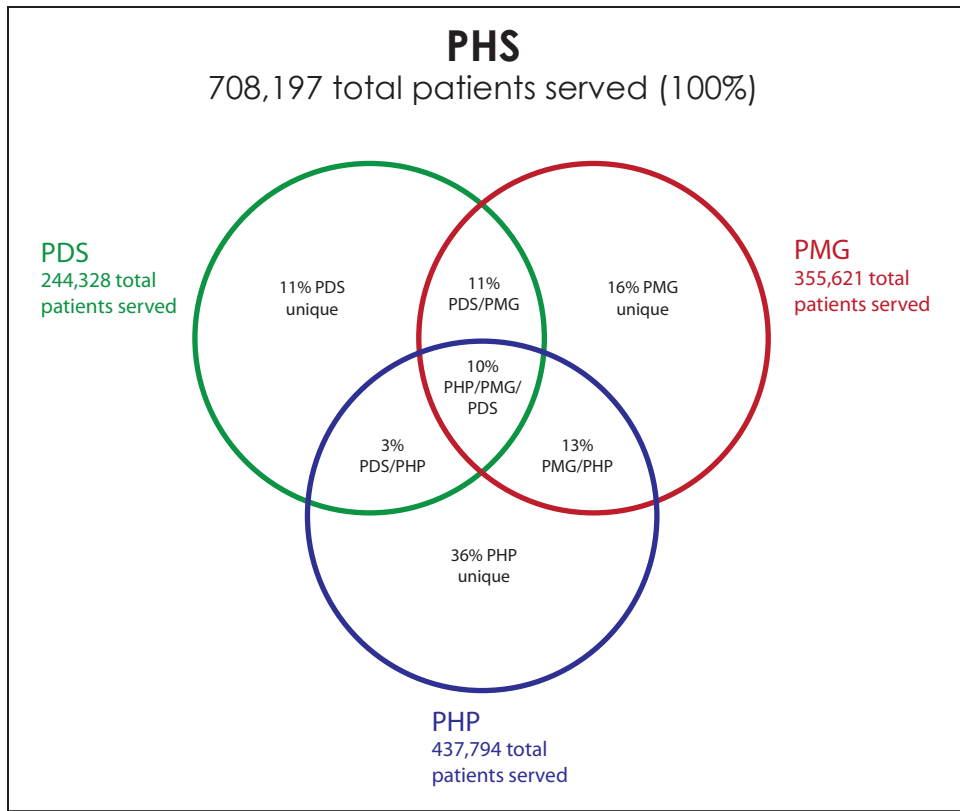 PHS
708,197 total patients served (100%)
PDS
244,328 total
patients served
PMG
355,621 total
patients served
11% PDS
unique
11%
PDS/PMG
16% PMG
unique
10%
PHP/PMG/
PDS
3%
PDS/PHP
13%
PMG/PHP
36% PHP
unique
PHP
437,794 total
patients served